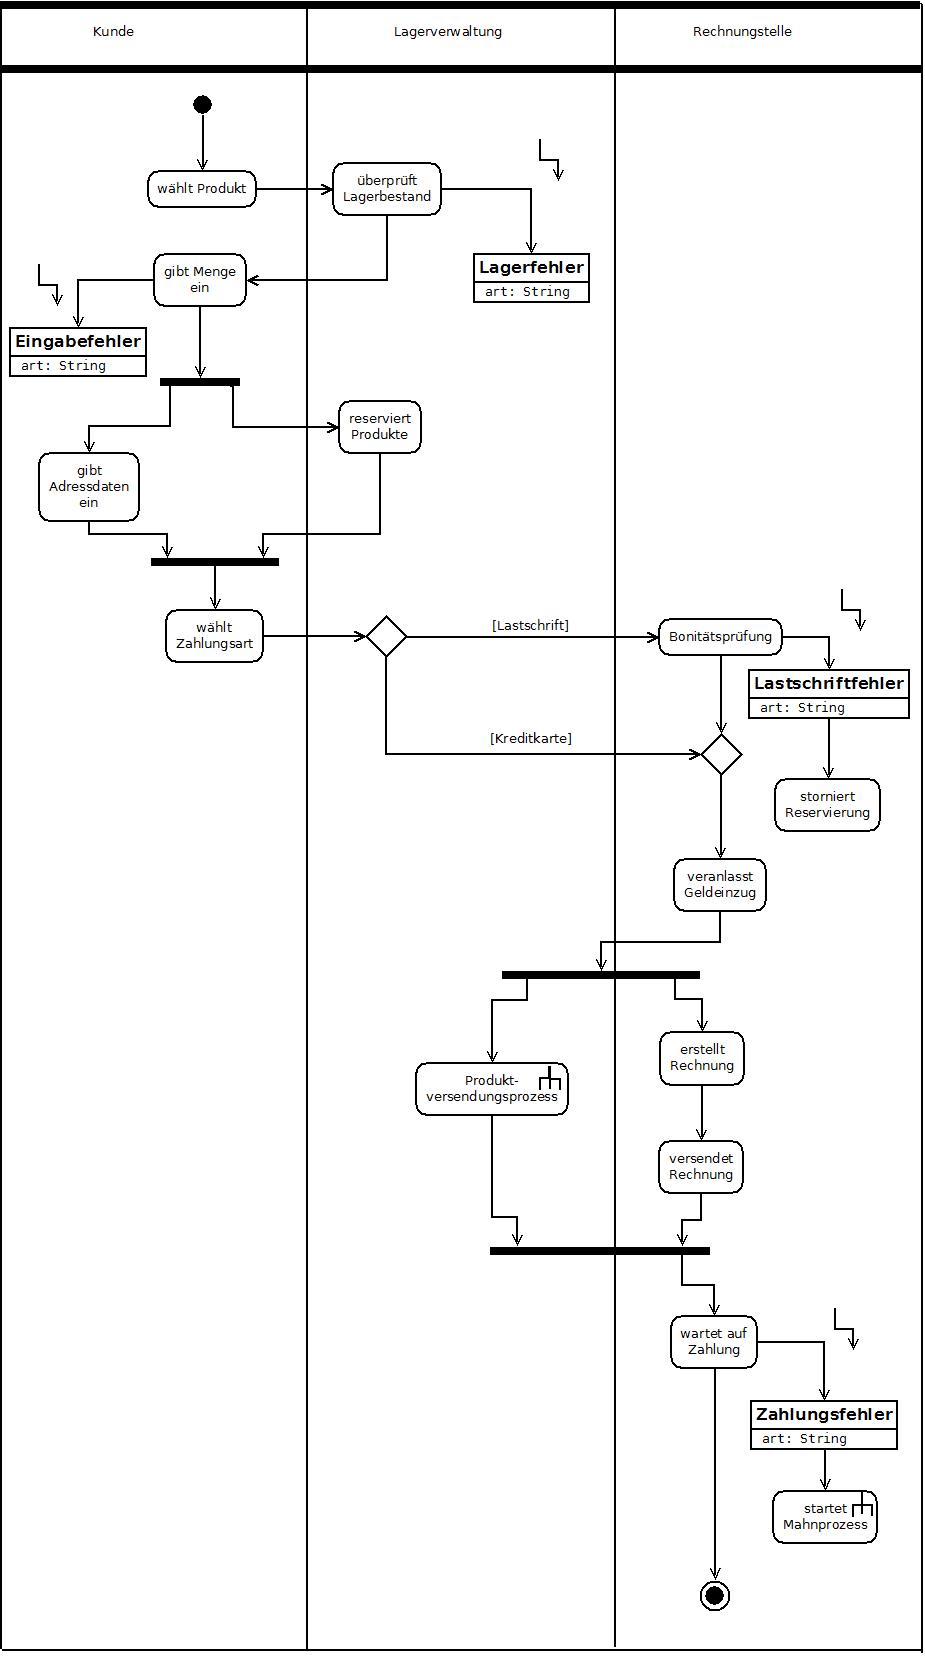 Kunde
Lagerverwaltung
Rechnungstelle
wählt Produkt
überprüft
Lagerbestand
gibt Menge
ein
Lagerfehler
art: String
Eingabefehler
art: String
reserviert
Produkte
gibt
Adressdaten
ein
wählt
Zahlungsart
[Lastschrift]
Bonitätsprüfung
Lastschriftfehler
art: String
[Kreditkarte]
storniert
Reservierung
veranlasst
Geldeinzug
erstellt
Rechnung
Produkt-
versendungsprozess
versendet
Rechnung
wartet auf
Zahlung
Zahlungsfehler
art: String
startet
Mahnprozess